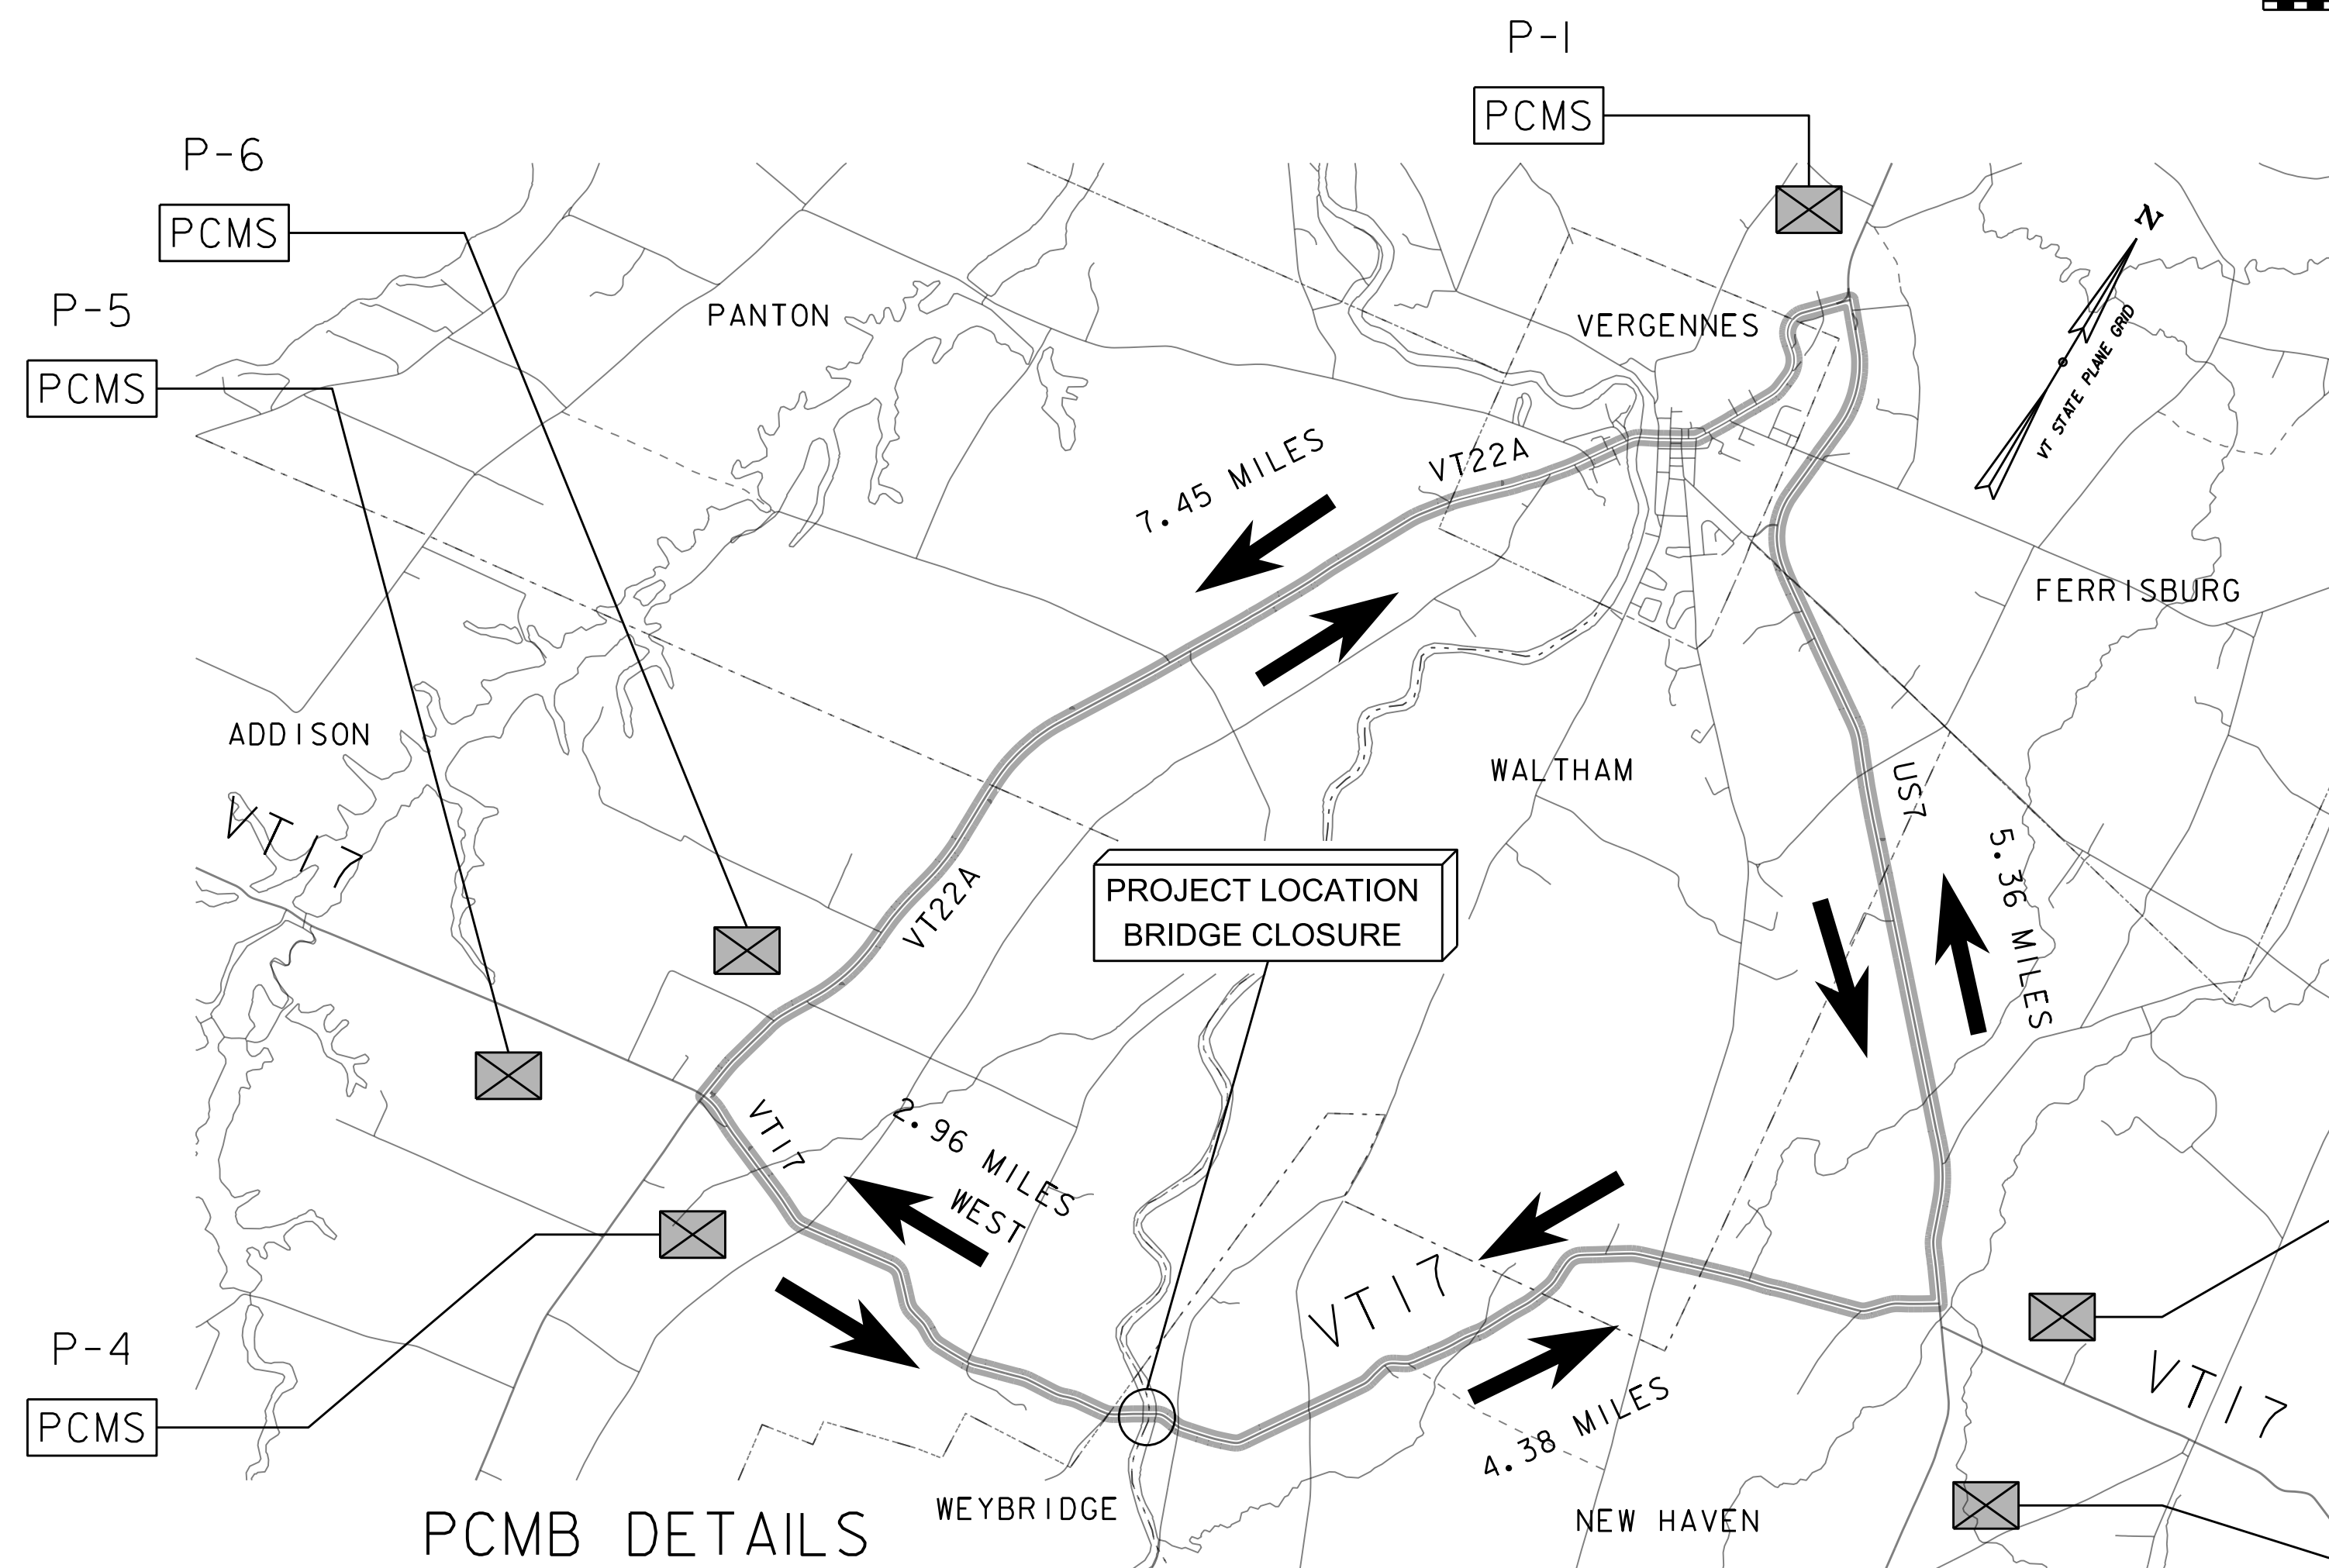 P-1
PCMS
P-6
PCMS
P-5
PCMS
N
VT STATE PLANE GRID
PANTON
VERGENNES
7.45 MILES
VT22A
FERRISBURG
ADDISON
VT17
WALTHAM
US7
5.36 MILES
VT22A
PROJECT LOCATION
BRIDGE CLOSURE
VT17
2.96 MILES
WEST
VT17
4.38 MILES
P-4
PCMS
VT17
WEYBRIDGE
NEW HAVEN
PCMB DETAILS